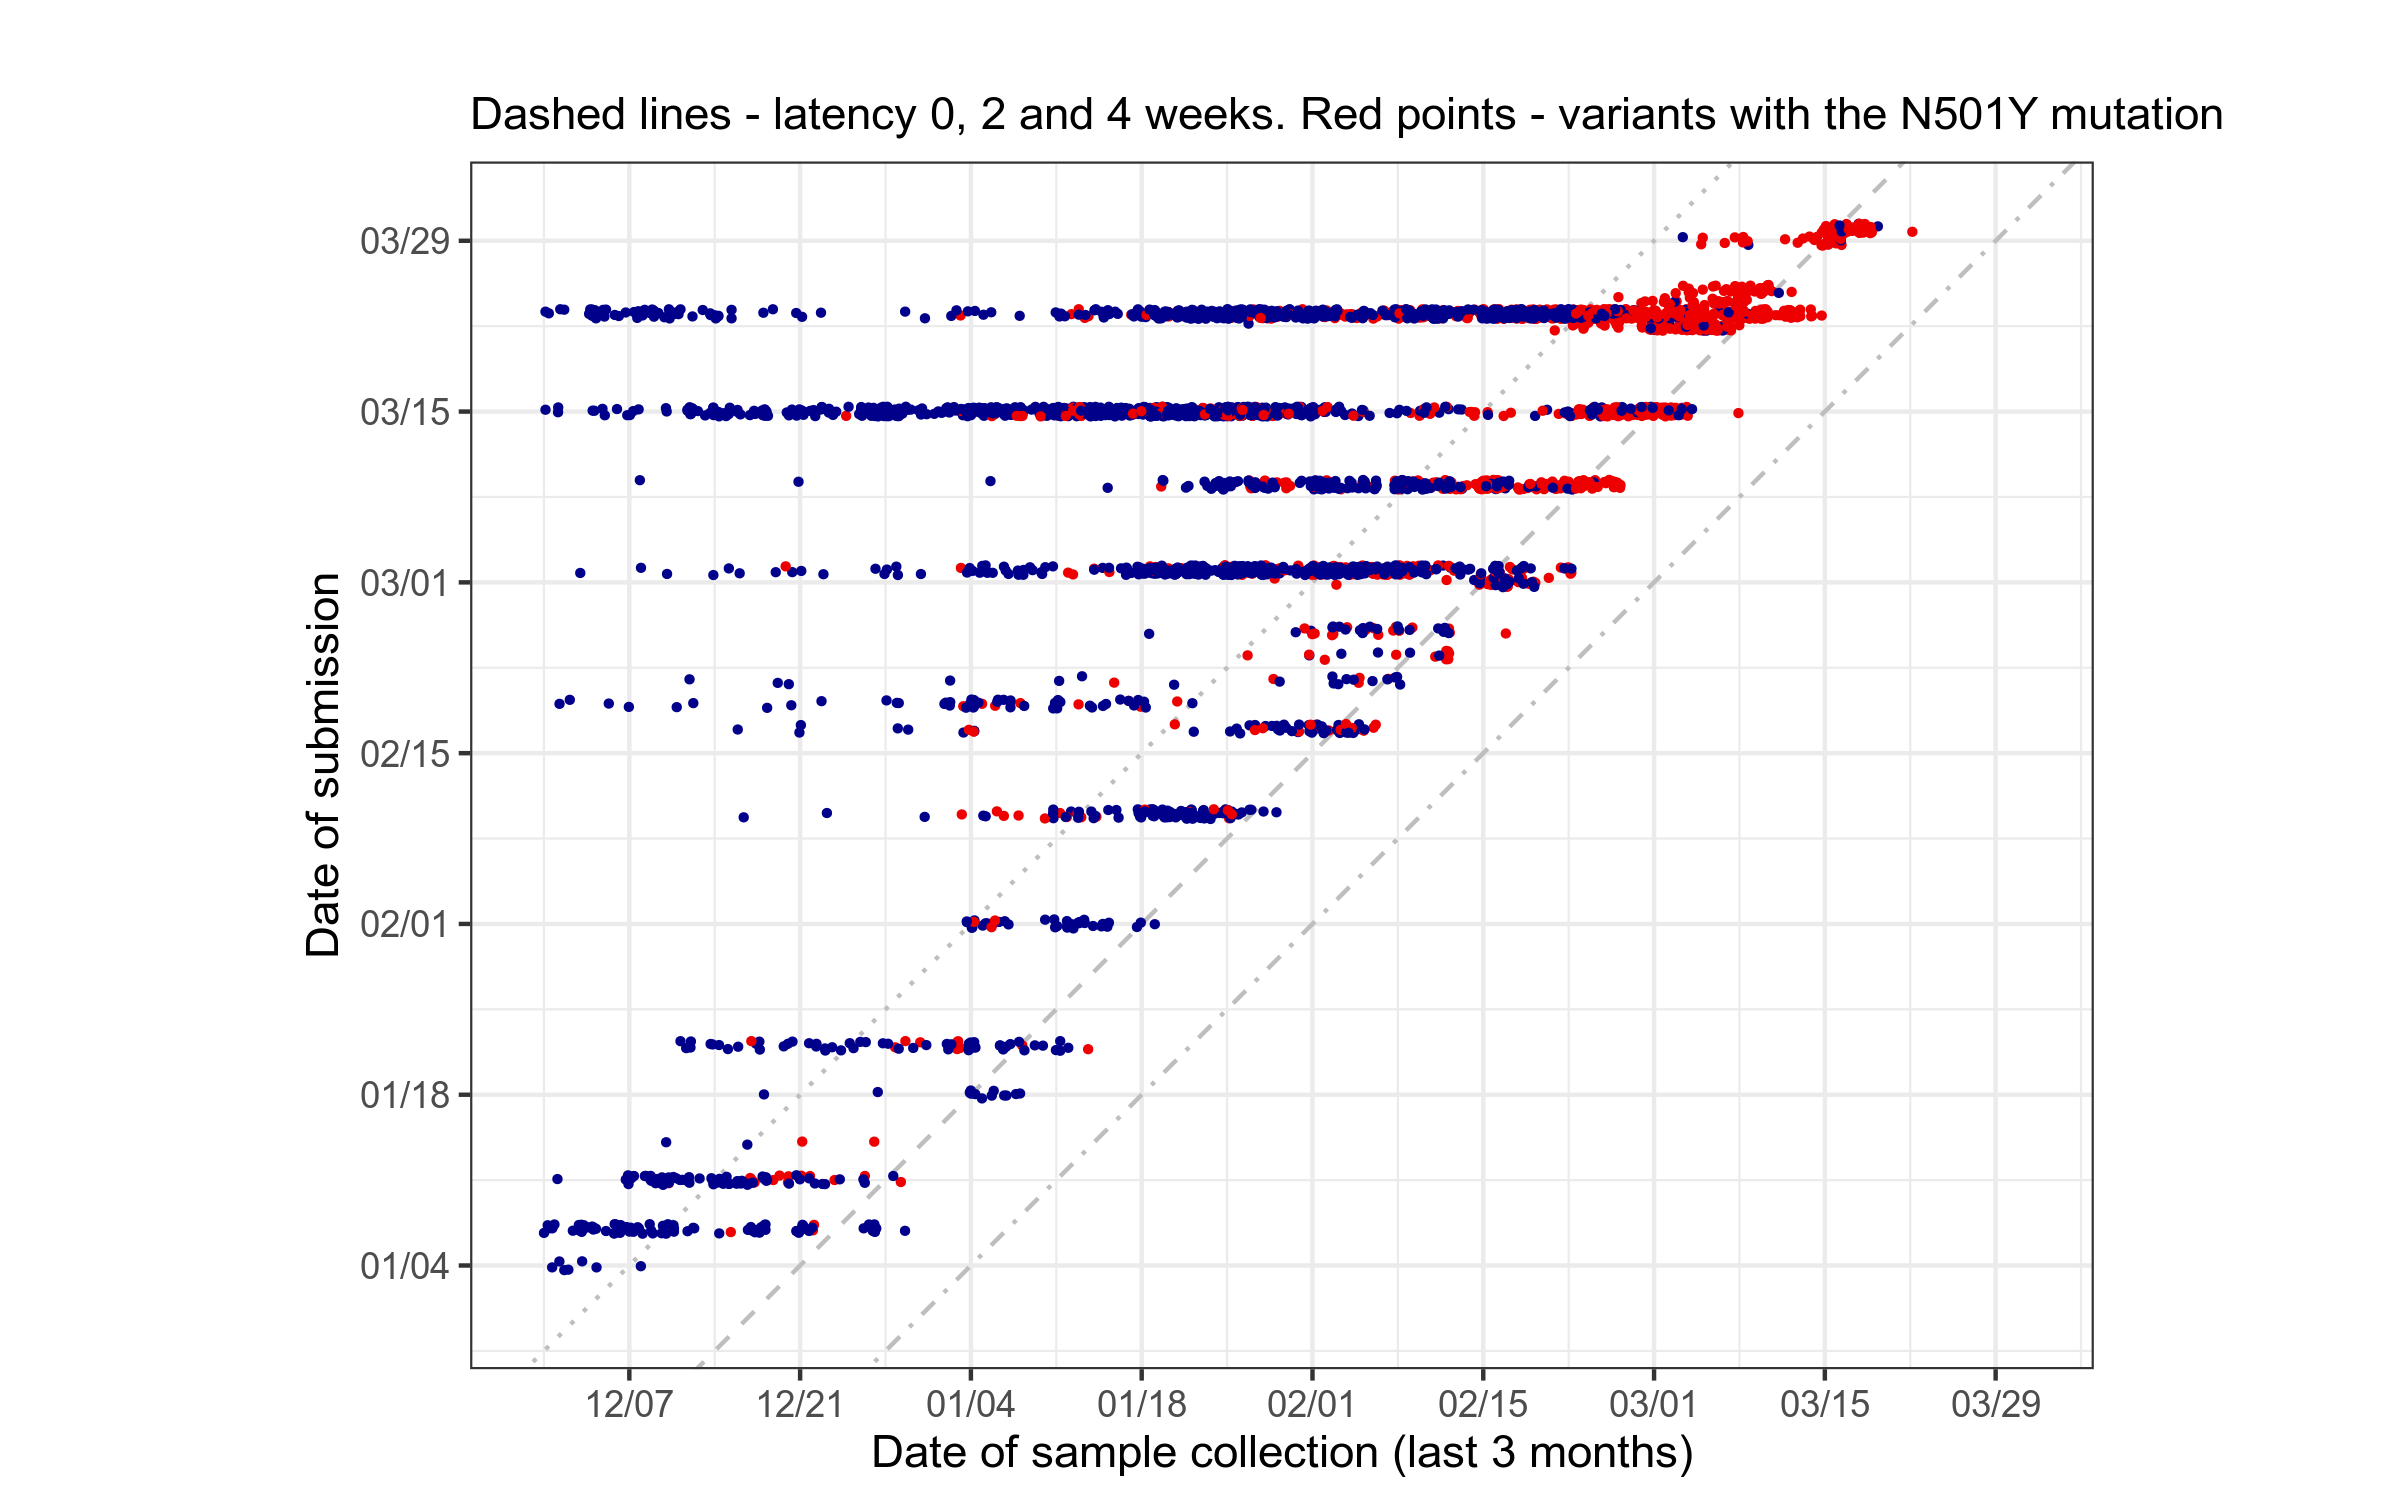 Dashed lines - latency 0, 2 and 4 weeks. Red points - variants with the N501Y mutation
03/29
03/15
03/01
02/15
02/01
01/18
01/04
Date of submission
12/07 12/21 01/04 01/18 02/01 02/15 03/01 03/15 03/29
Date of sample collection (last 3 months)